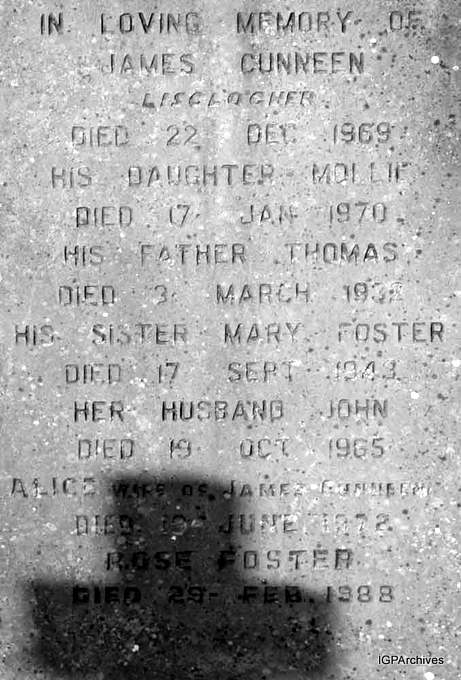 IN LOVING MEMORY OF
JAMES CUNNEEN
LISCLOGHER
DIED 22 DEC 1969
HIS DAUGHTER MOLLIE
DIED 17 JAN 1970
HIS FATHER THOMAS
DIED 3 MARCH
HIS SISTER MARY FOSTER
DIED 17 SEPT 1943
HER HUSBAND JOHN
DIED 19 OCT 1965
ALICE WIFE OF JAMES CUNNEEN
DIED JUNE 1972
ROSE FOSTER
DIED 29 FEB. 1988
IGPArchives